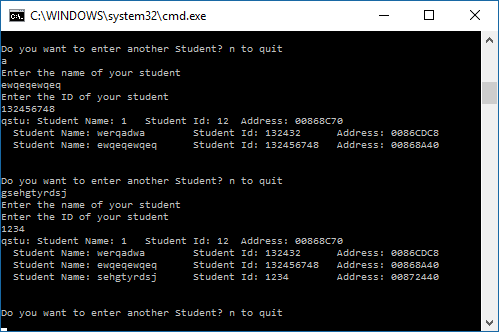 C:\WINDOWS\system32\cmd.exe
Do you want to enter another Student? n to quit
a
Enter the name of your student
ewqeqewqeq
Enter the ID of your student
132456748
qstu: Student Name: 1   Student Id: 12  Address: 00868C70
  Student Name: werqadwa        Student Id: 132432      Address: 0086CDC8
  Student Name: ewqeqewqeq      Student Id: 132456748   Address: 00868A40
Do you want to enter another Student? n to quit
gsehgtyrdsj
Enter the name of your student
Enter the ID of your student
1234
qstu: Student Name: 1   Student Id: 12  Address: 00868C70
  Student Name: werqadwa        Student Id: 132432      Address: 0086CDC8
  Student Name: ewqeqewqeq      Student Id: 132456748   Address: 00868A40
  Student Name: sehgtyrdsj      Student Id: 1234        Address: 00872440
Do you want to enter another Student? n to quit